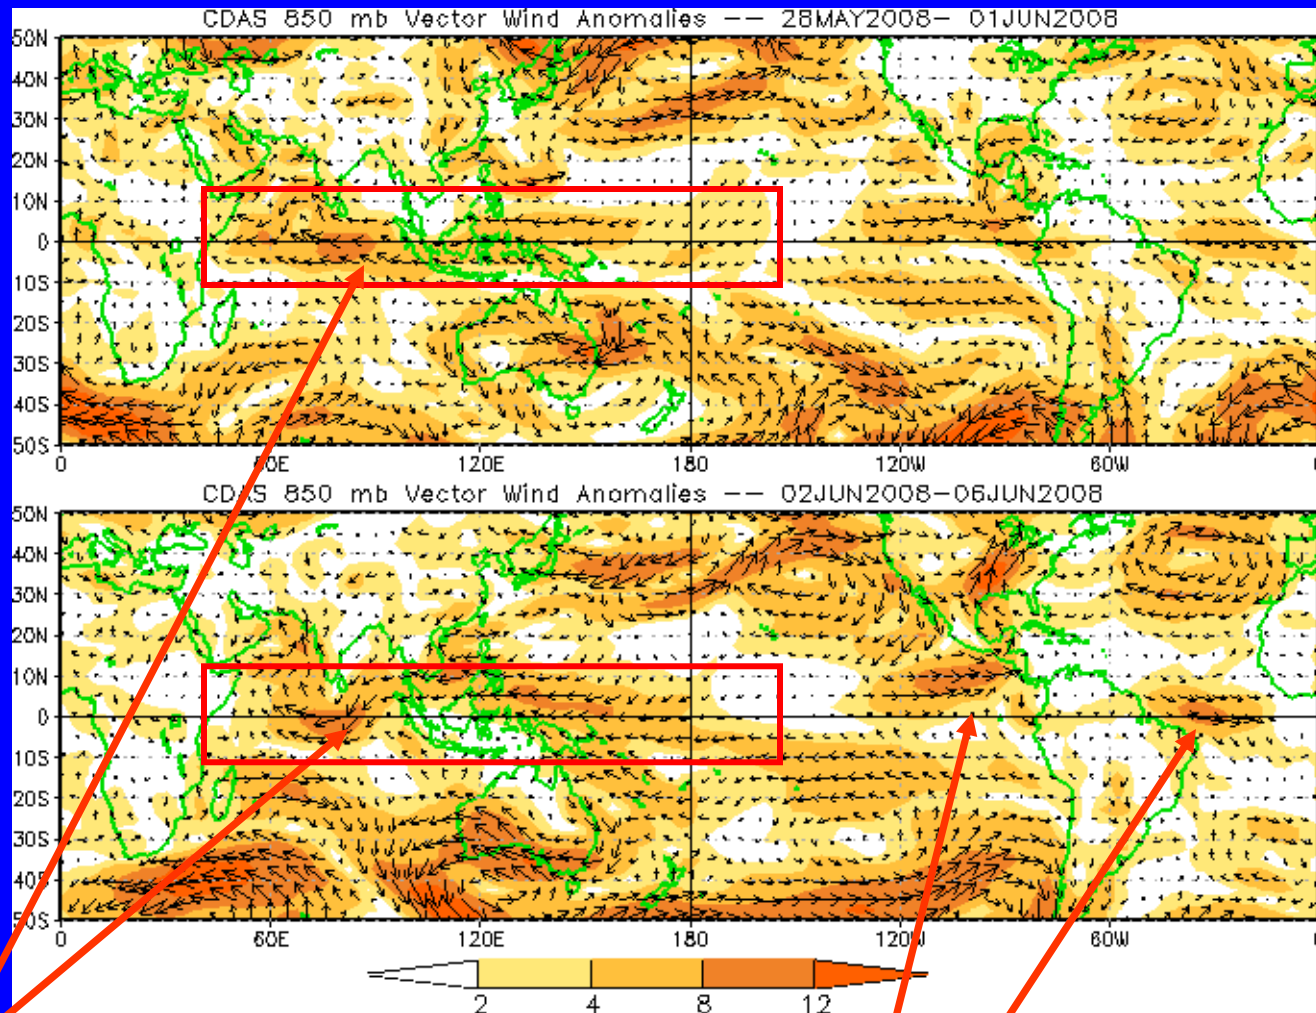 CDAS 850 mb Vector Wind Anomalies -- 28MAY2008- 01JUN2008
50N
40N
30N
20N
10N
0
10S
20S
30S
40S
50S
0 60E 120E 180 120W 60W
CDAS 850 mb Vector Wind Anomalies -- 02JUN2008-06JUN2008
50N
40N
30N
20N
10N
0
10S
20S
30S
40S
50S
0 60E 120E 180 120W 60W
2 4 8 12